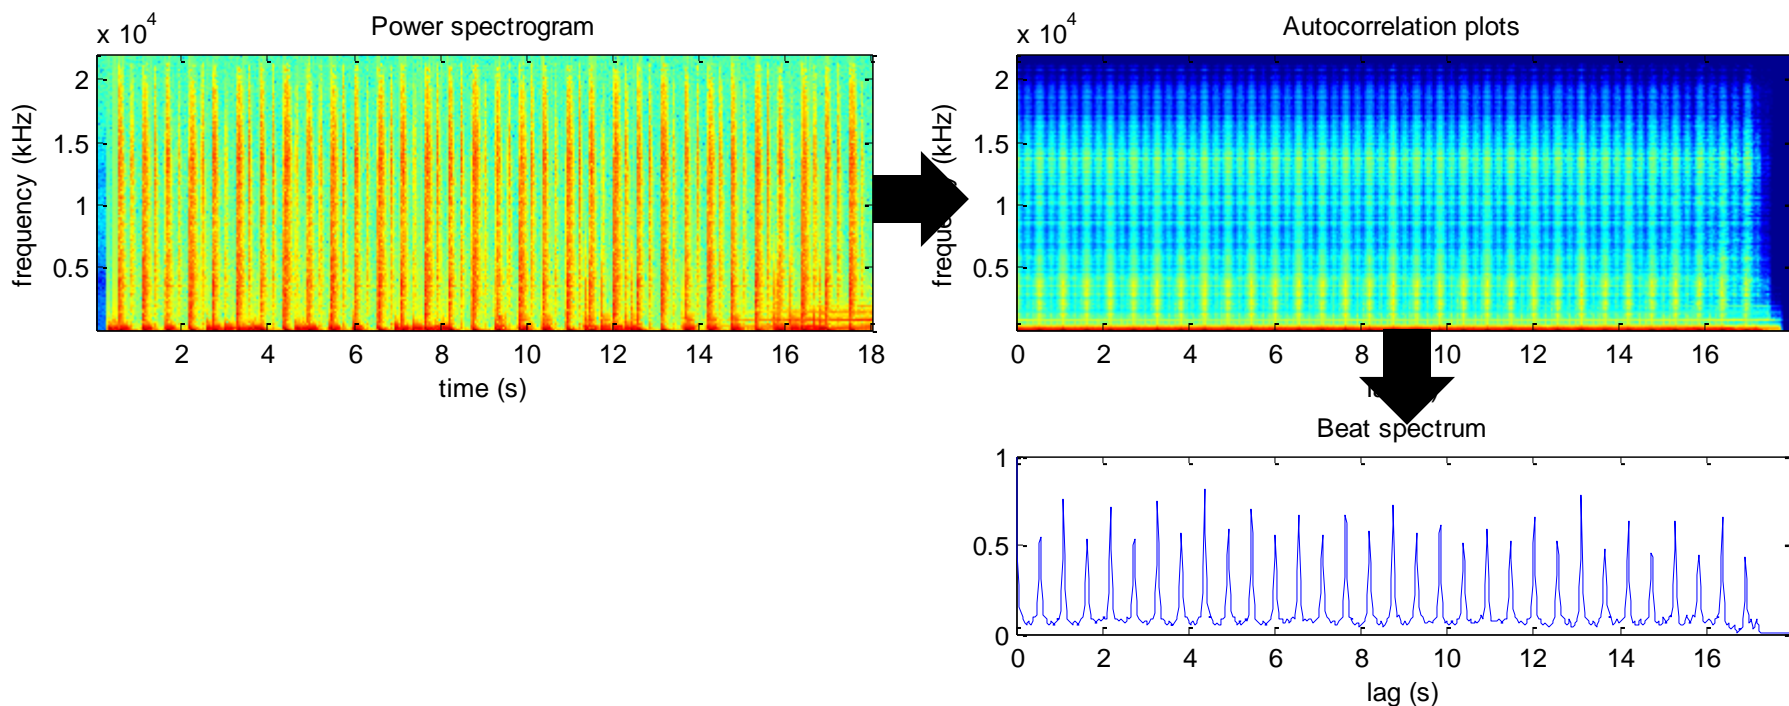 x 10^4
Power spectrogram
2
1.5
1
0.5
frequency (kHz)
2 4 6 8 10 12 14 16 18
time (s)
x 10^4
Autocorrelation plots
2
1.5
1
0.5
(kHz)
0 2 4 6 8 10 12 14 16
Beat spectrum
1
0.5
0
0 2 4 6 8 10 12 14 16
lag (s)